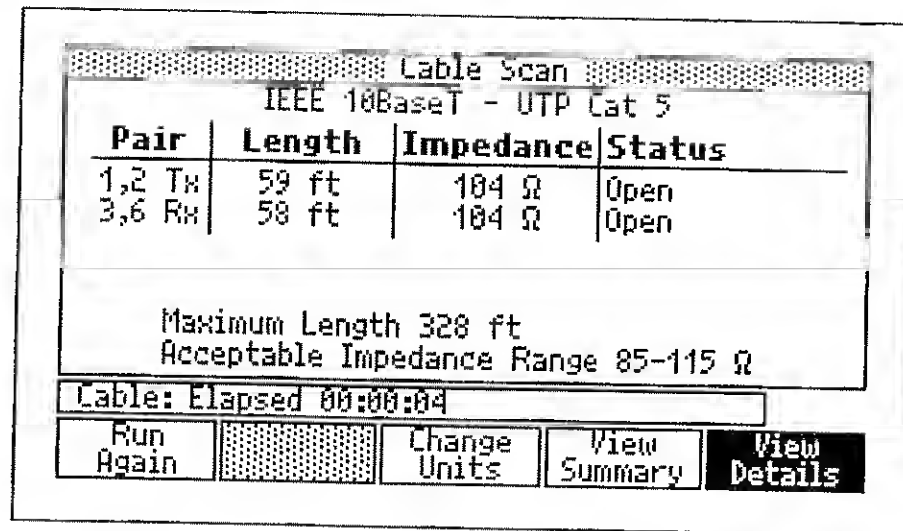 Cable Scan
IEEE 10BaseT - UTP Cat 5
Pair Length Impedance Status
1,2 Tx 59 ft 104 Ω Open
3,6 Rx 58 ft 104 Ω Open
Maximum Length 328 ft
Acceptable Impedance Range 85-115 Ω
Cable: Elapsed 00:00:04
Run Again
Change Units
View Summary
View Details